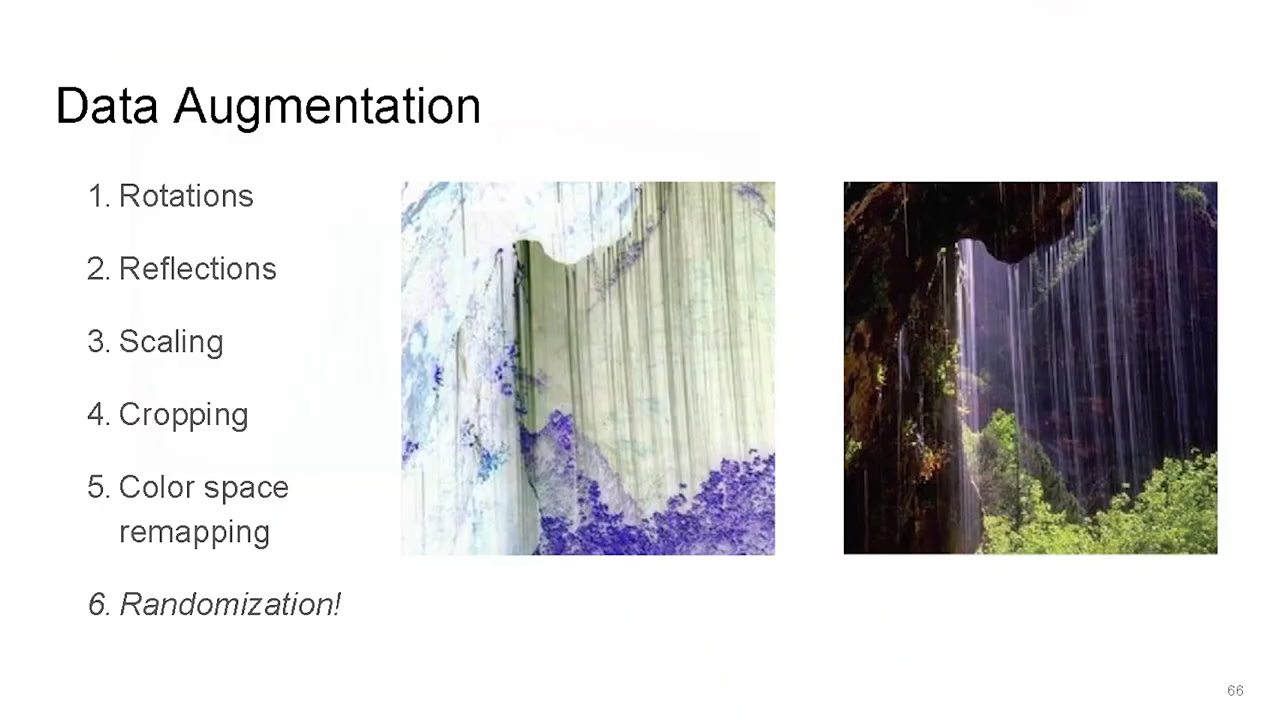 Data Augmentation
1. Rotations
2. Reflections
3. Scaling
4. Cropping
5. Color space
remapping
6. Randomization!
66